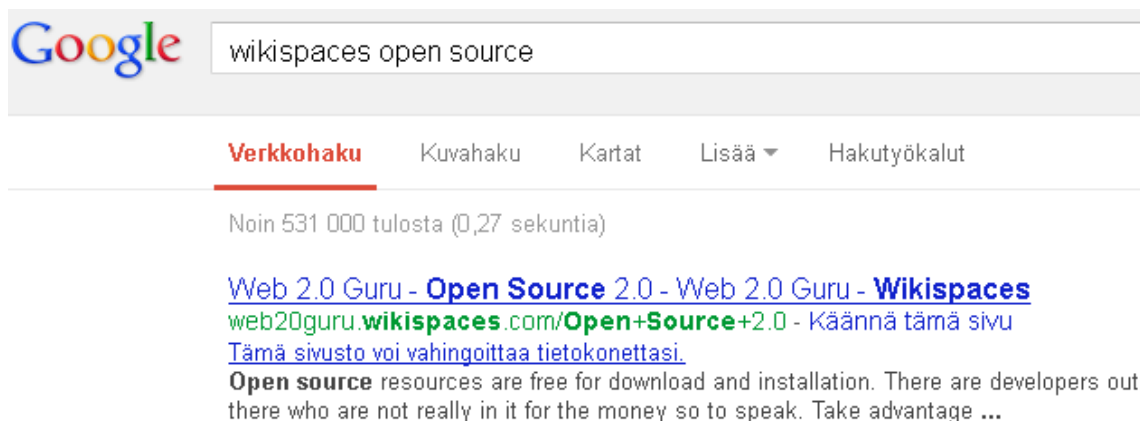 Google wikispaces open source
Verkkohaku Kuvahaku Kartat Lisää Hakutyökalut
Noin 531 000 tulosta (0,27 sekuntia)
Web 2.0 Guru - Open Source 2.0 - Web 2.0 Guru - Wikispaces
web20guru.wikispaces.com/Open+Source+2.0 - Käännä tämä sivu
Tämä sivusto voi vahingoittaa tietokonettasi.
Open source resources are free for download and installation. There are developers out
there who are not really in it for the money so to speak. Take advantage ...